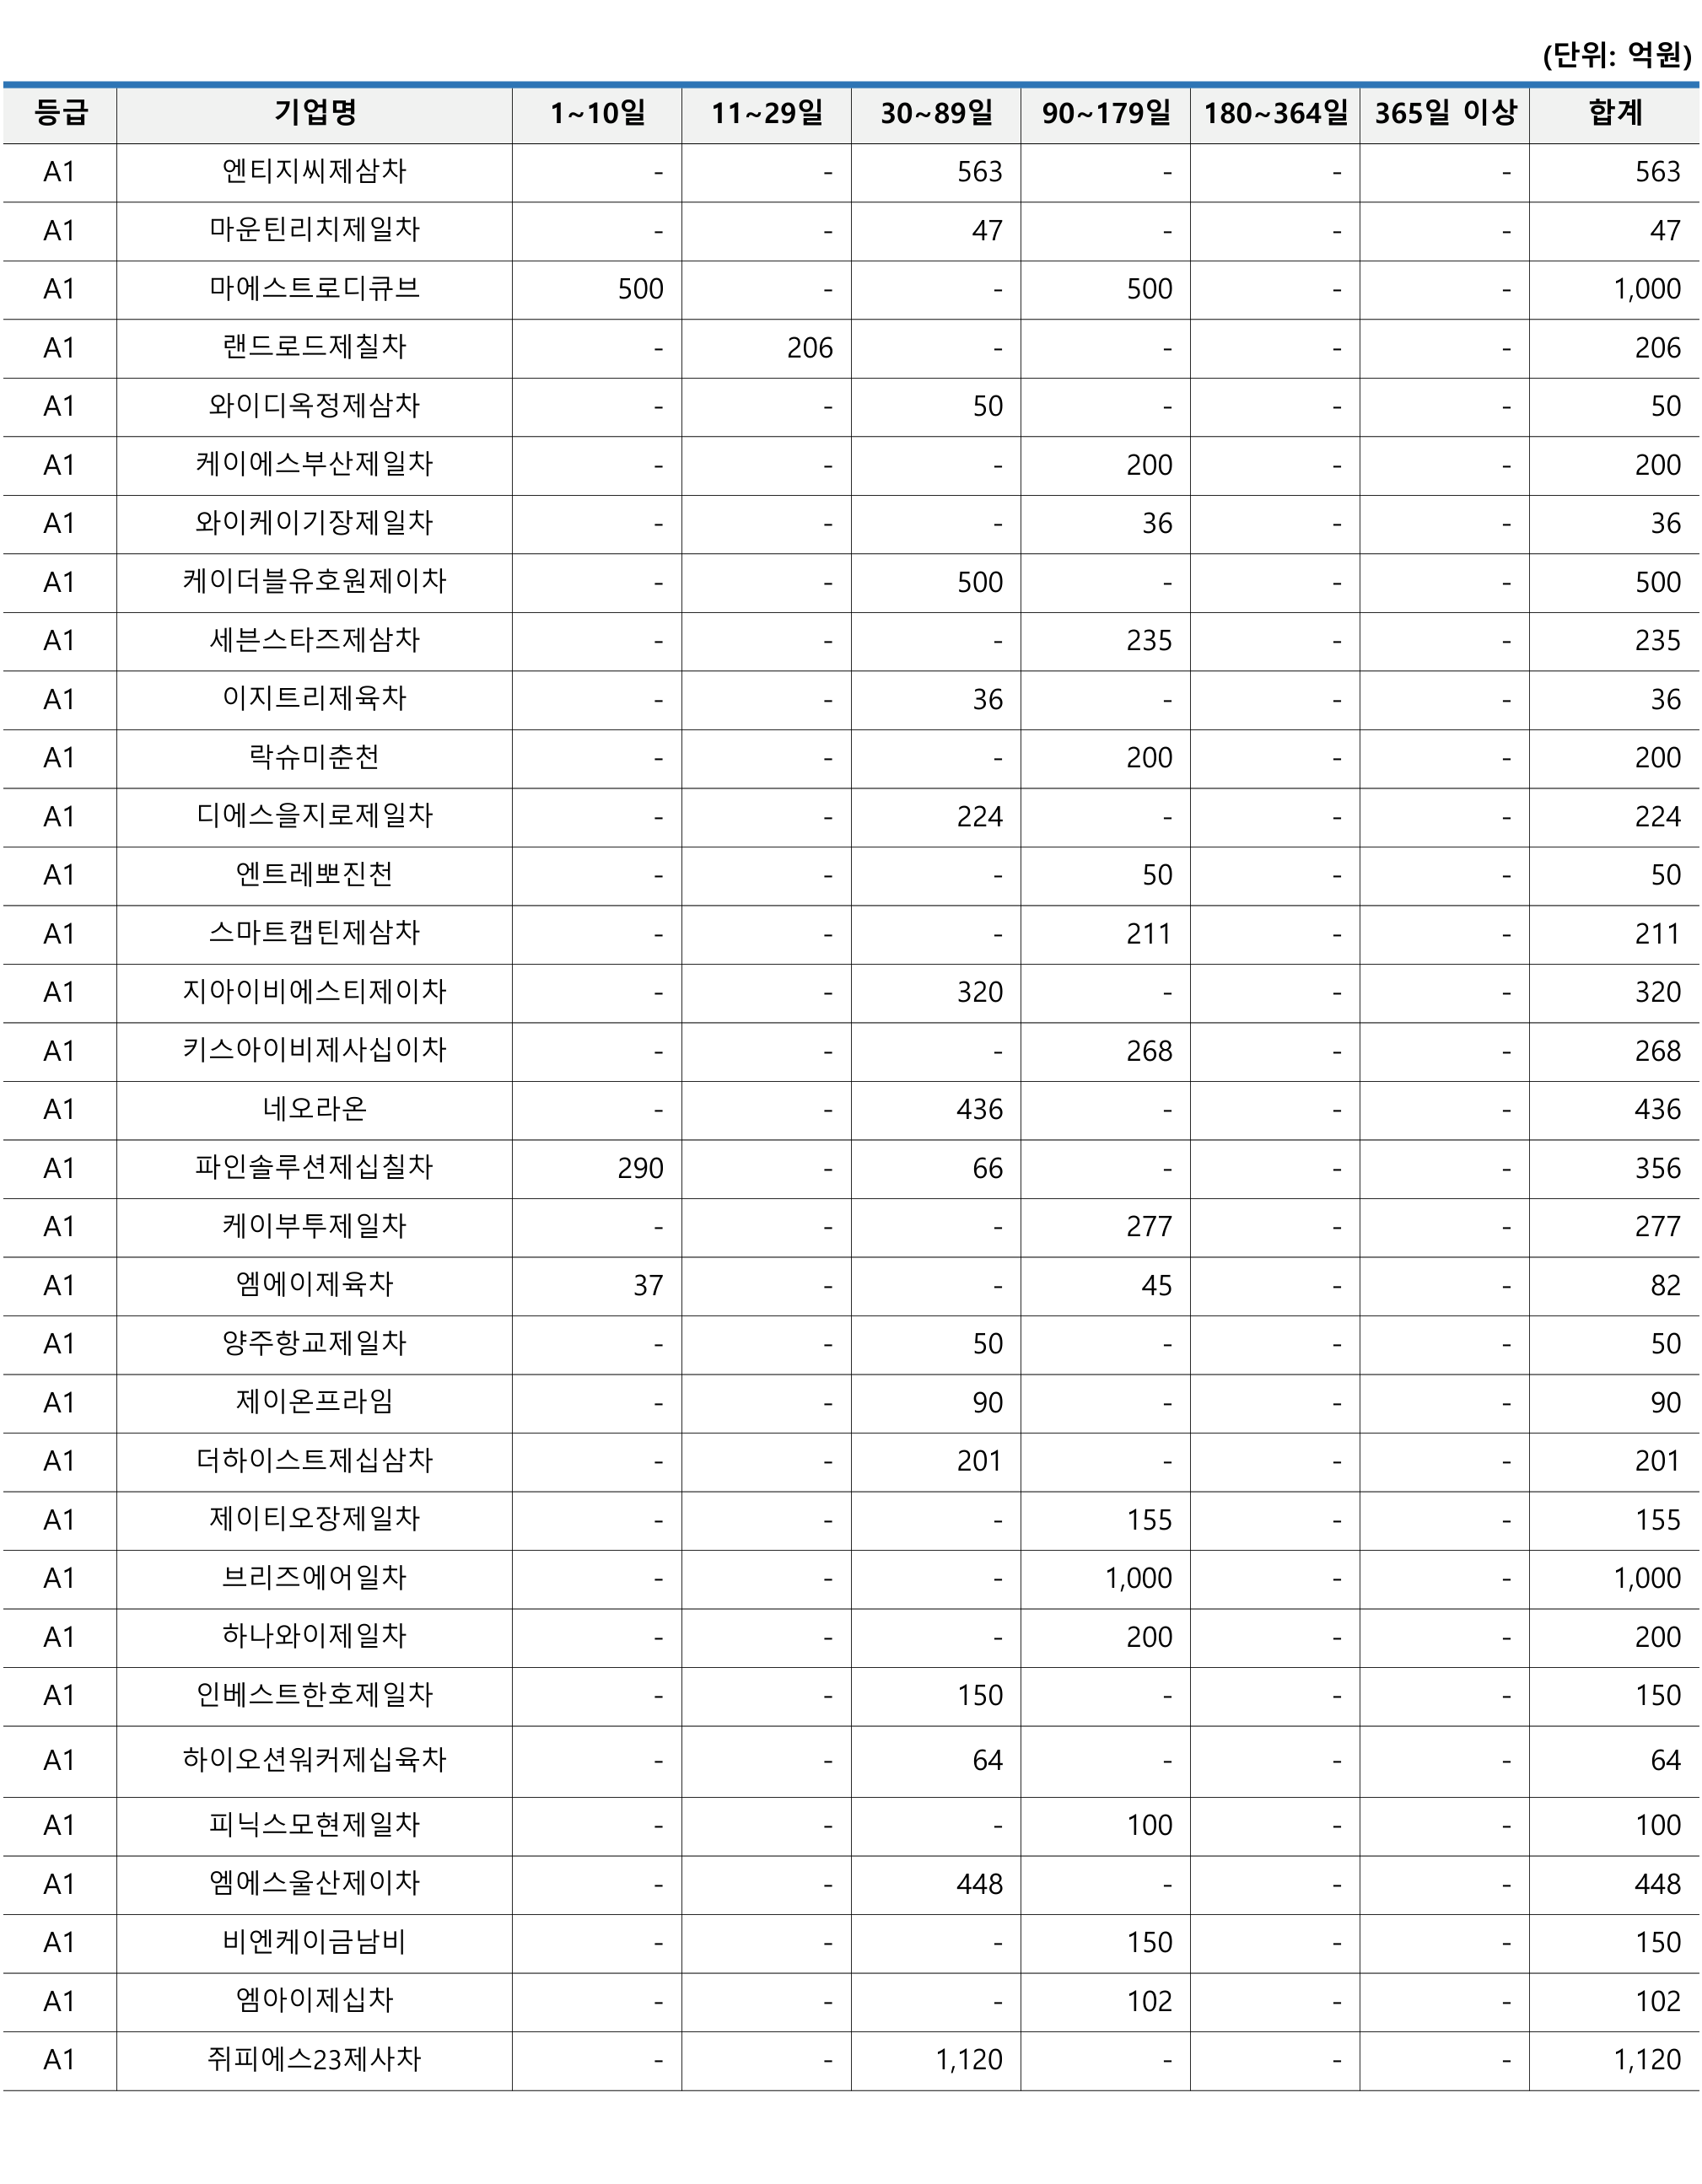 (단위: 억원)
등급 기업명 1~10일 11~29일 30~89일 90~179일 180~364일 365일 이상 합계
A1 엔티지씨제삼차 - - 563 - - - 563
A1 마운틴리치제일차 - - 47 - - - 47
A1 마에스트로디큐브 500 - - 500 - - 1,000
A1 랜드로드제칠차 - 206 - - - - 206
A1 와이디옥정제삼차 - - 50 - - - 50
A1 케이에스부산제일차 - - - 200 - - 200
A1 와이케이기장제일차 - - - 36 - - 36
A1 케이더블유호원제이차 - - 500 - - - 500
A1 세븐스타즈제삼차 - - - 235 - - 235
A1 이지트리제육차 - - 36 - - - 36
A1 락슈미춘천 - - - 200 - - 200
A1 디에스을지로제일차 - - 224 - - - 224
A1 엔트레뽀진천 - - - 50 - - 50
A1 스마트캡틴제삼차 - - - 211 - - 211
A1 지아이비에스티제이차 - - 320 - - - 320
A1 키스아이비제사십이차 - - - 268 - - 268
A1 네오라온 - - 436 - - - 436
A1 파인솔루션제십칠차 290 - 66 - - - 356
A1 케이부투제일차 - - - 277 - - 277
A1 엠에이제육차 37 - - 45 - - 82
A1 양주항교제일차 - - 50 - - - 50
A1 제이온프라임 - - 90 - - - 90
A1 더하이스트제십삼차 - - 201 - - - 201
A1 제이티오장제일차 - - - 155 - - 155
A1 브리즈에어일차 - - - 1,000 - - 1,000
A1 하나와이제일차 - - - 200 - - 200
A1 인베스트한호제일차 - - 150 - - - 150
A1 하이오션워커제십육차 - - 64 - - - 64
A1 피닉스모현제일차 - - - 100 - - 100
A1 엠에스울산제이차 - - 448 - - - 448
A1 비엔케이금남비 - - - 150 - - 150
A1 엠아이제십차 - - - 102 - - 102
A1 쥐피에스23제사차 - - 1,120 - - - 1,120